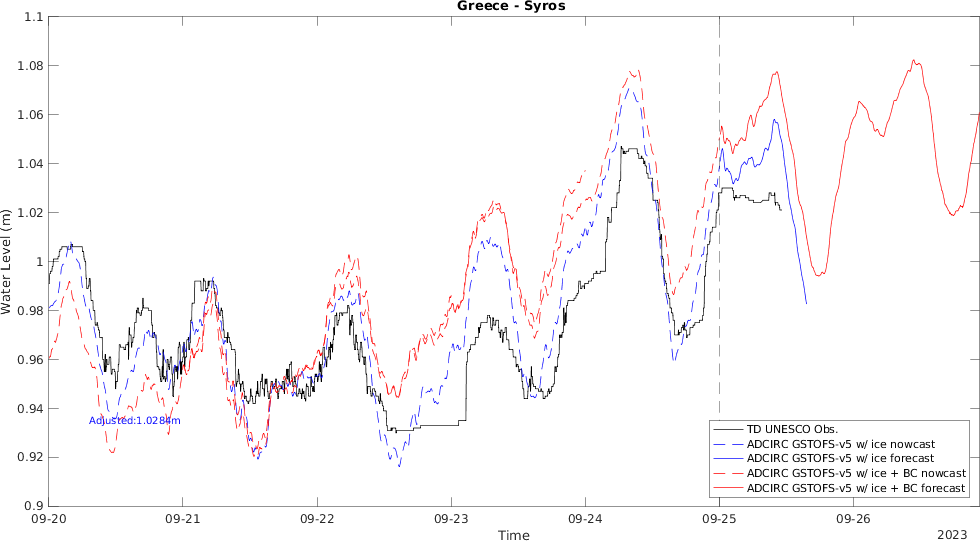 Greece - Syros
Water Level (m)
1.1
1.08
1.06
1.04
1.02
1
0.98
0.96
0.94
0.92
0.9
Adjusted:1.0284m
TD UNESCO Obs.
ADCIRC GSTOFS-v5 w/ ice nowcast
ADCIRC GSTOFS-v5 w/ ice forecast
ADCIRC GSTOFS-v5 w/ ice + BC nowcast
ADCIRC GSTOFS-v5 w/ ice + BC forecast
09-20 09-21 09-22 09-23 09-24 09-25 09-26
Time
2023